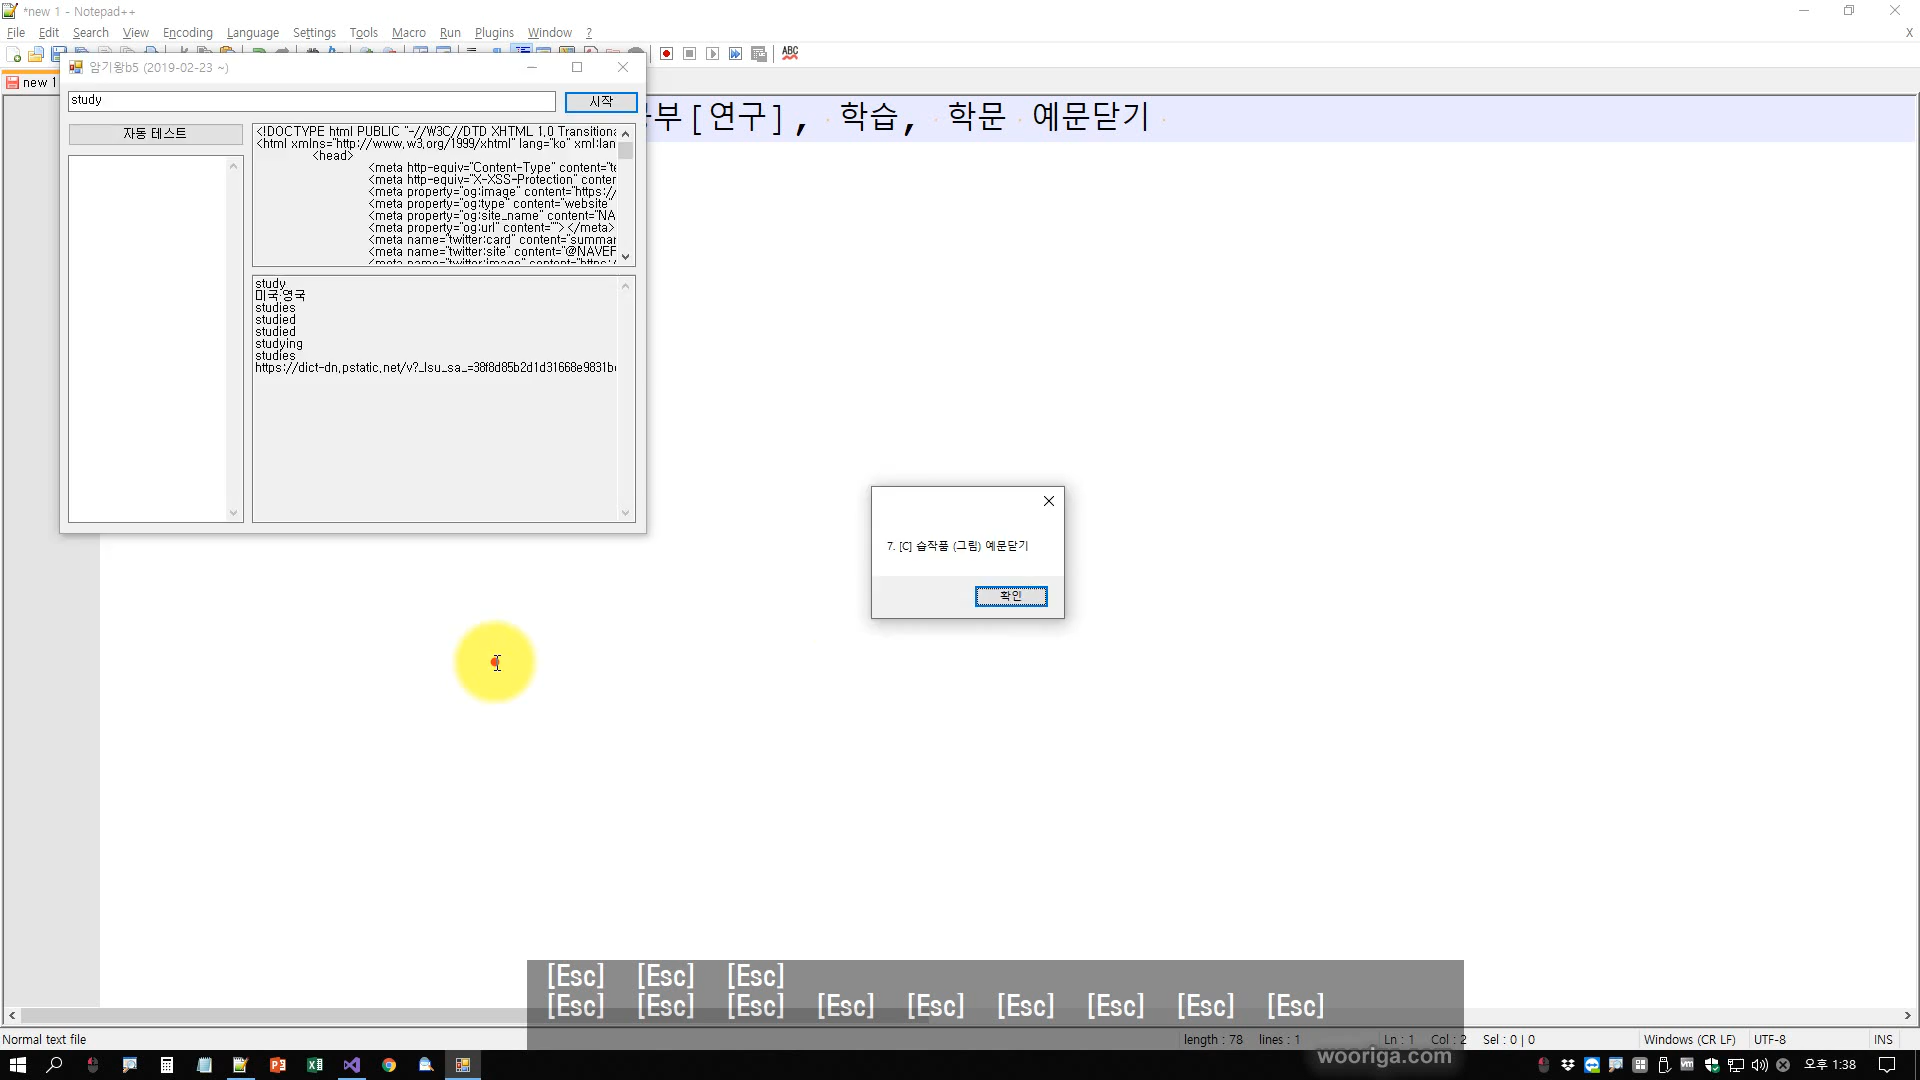 *new 1 - Notepad++
File Edit Search View Encoding Language Settings Tools Macro Run Plugins Window ?
X
new 1
암기왕b5 (2019-02-23 ~)
study
시작
자동 테스트
<!DOCTYPE html PUBLIC "-//W3C//DTD XHTML 1.0 Transitiona
<html xmlns="http://www.w3.org/1999/xhtml" lang="ko" xml:lan
<head>
<meta http-equiv="Content-Type" content="te
<meta http-equiv="X-XSS-Protection" conter
<meta property="og:image" content="https://
<meta property="og:type" content="website"
<meta property="og:site_name" content="NA
<meta property="og:url" content=""></meta>
<meta name="twitter:card" content="summar
<meta name="twitter:site" content="@NAVER
<meta name="twitter:image" content="https:/
study
미국·영국
studies
studied
studied
studying
studies
https://dict-dn.pstatic.net/v?_lsu_sa_=38f8d85b2d1d31668e9831b
부[연구], 학습, 학문 예문닫기
7. [C] 습작품 (그림) 예문닫기
확인
[Esc] [Esc] [Esc]
[Esc] [Esc] [Esc] [Esc] [Esc] [Esc] [Esc] [Esc] [Esc]
Normal text file
length : 78 lines : 1
Ln : 1 Col : 2 Sel : 0 | 0
Windows (CR LF) UTF-8 INS
wooriga.com
오후 1:38